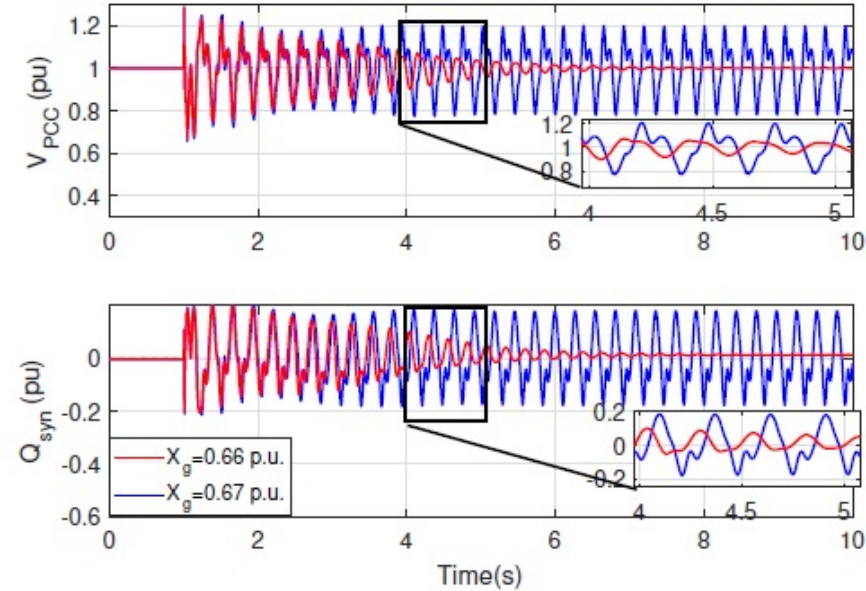 1.2
1
0.8
0.6
0.4
V_PCC (pu)
1.2
1
0.8
4 4.5 5
0 2 4 6 8 10
0
-0.2
-0.4
-0.6
Q_syn (pu)
X_g=0.66 p.u.
X_g=0.67 p.u.
0.2
0
-0.2
4 4.5 5
0 2 4 6 8 10
Time(s)